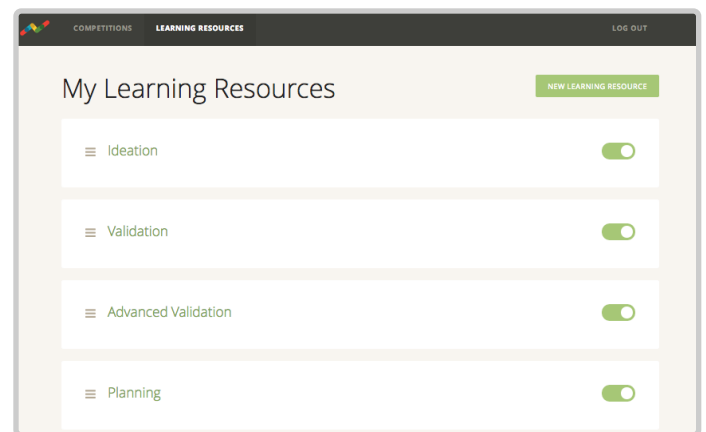 COMPETITIONS LEARNING RESOURCES LOG OUT
My Learning Resources NEW LEARNING RESOURCE
Ideation
Validation
Advanced Validation
Planning